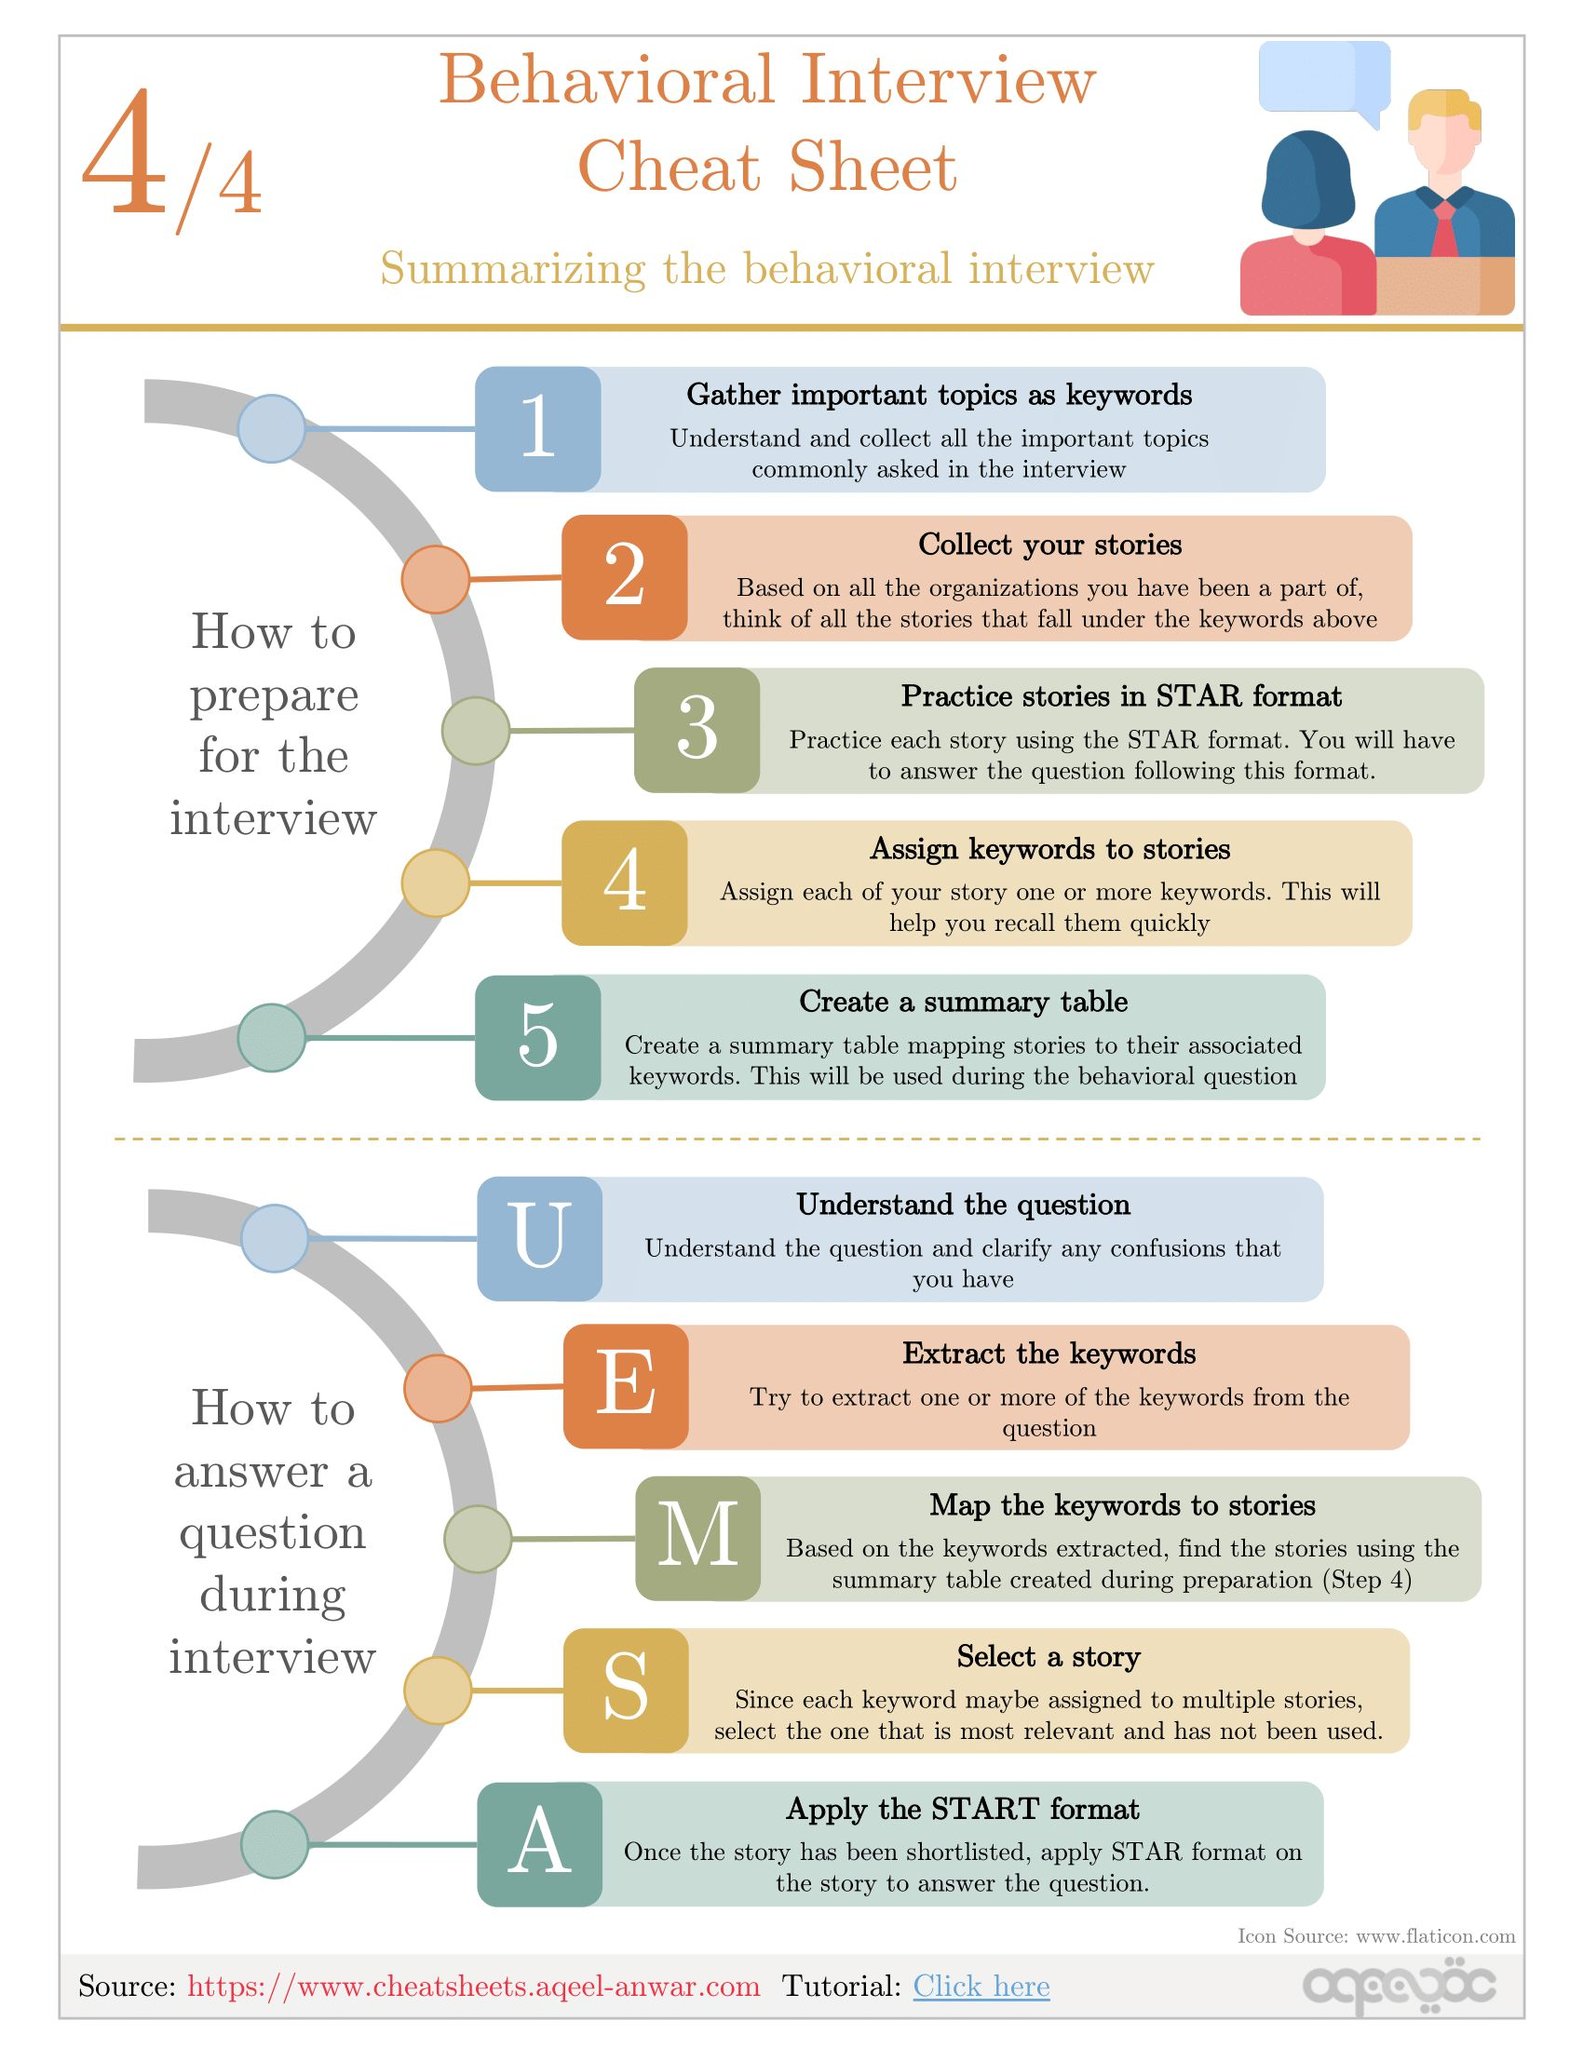 4/4
Behavioral Interview
Cheat Sheet
Summarizing the behavioral interview
How to
prepare
for the
interview
1
Gather important topics as keywords
Understand and collect all the important topics
commonly asked in the interview
2
Collect your stories
Based on all the organizations you have been a part of,
think of all the stories that fall under the keywords above
3
Practice stories in STAR format
Practice each story using the STAR format. You will have
to answer the question following this format.
4
Assign keywords to stories
Assign each of your story one or more keywords. This will
help you recall them quickly
5
Create a summary table
Create a summary table mapping stories to their associated
keywords. This will be used during the behavioral question
How to
answer a
question
during
interview
U
Understand the question
Understand the question and clarify any confusions that
you have
E
Extract the keywords
Try to extract one or more of the keywords from the
question
M
Map the keywords to stories
Based on the keywords extracted, find the stories using the
summary table created during preparation (Step 4)
S
Select a story
Since each keyword maybe assigned to multiple stories,
select the one that is most relevant and has not been used.
A
Apply the START format
Once the story has been shortlisted, apply STAR format on
the story to answer the question.
Icon Source: www.flaticon.com
Source: https://www.cheatsheets.aqeel-anwar.com Tutorial: Click here